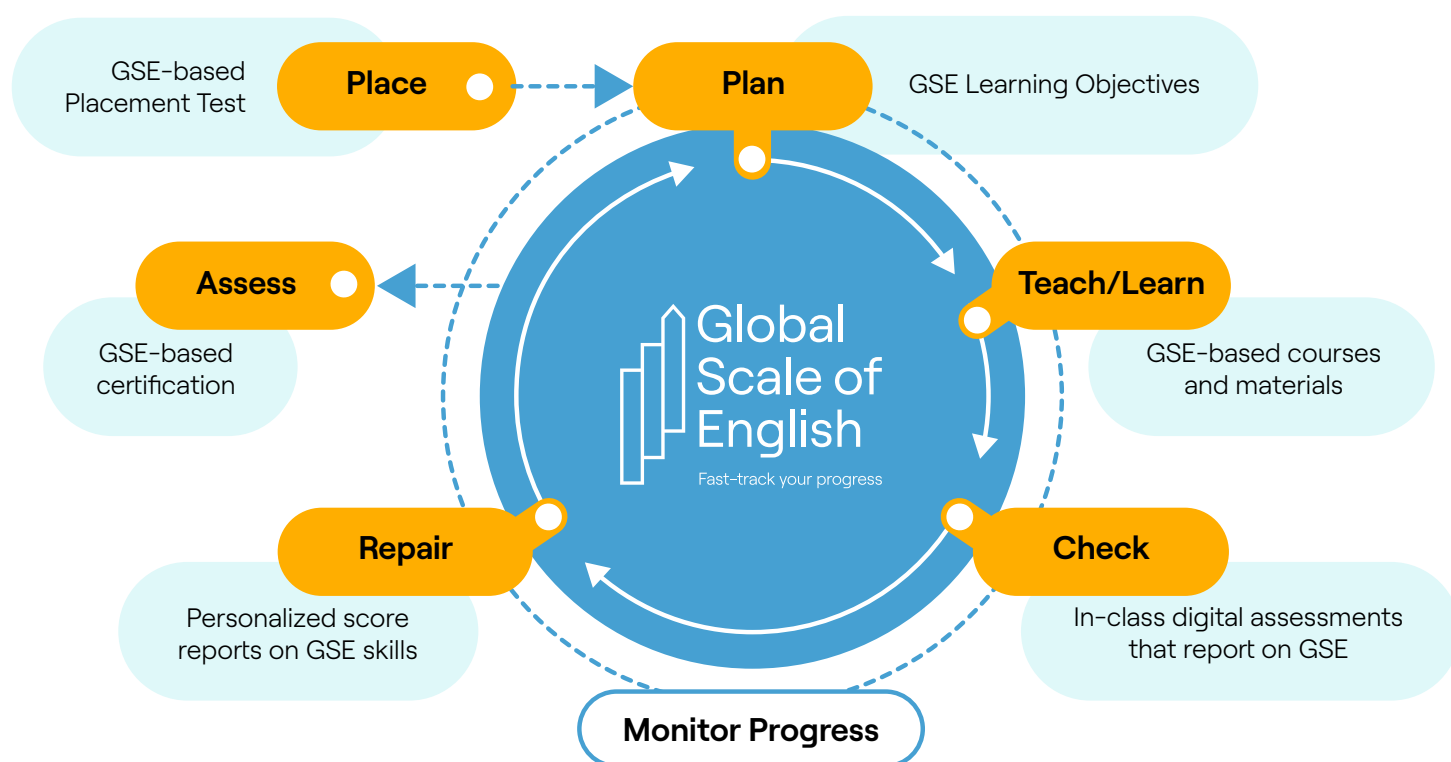 GSE-based
Placement Test
Place
Plan
GSE Learning Objectives
Assess
GSE-based
certification
Teach/Learn
GSE-based courses
and materials
Global
Scale of
English
Fast-track your progress
Repair
Personalized score
reports on GSE skills
Check
In-class digital assessments
that report on GSE
Monitor Progress